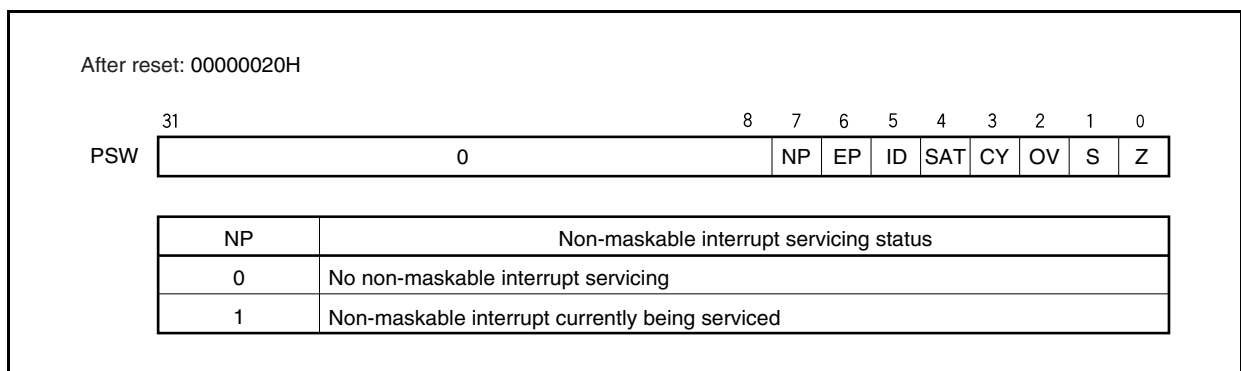 After reset: 00000020H
31 8 7 6 5 4 3 2 1 0
PSW 0 NP EP ID SAT CY OV S Z
NP Non-maskable interrupt servicing status
0 No non-maskable interrupt servicing
1 Non-maskable interrupt currently being serviced